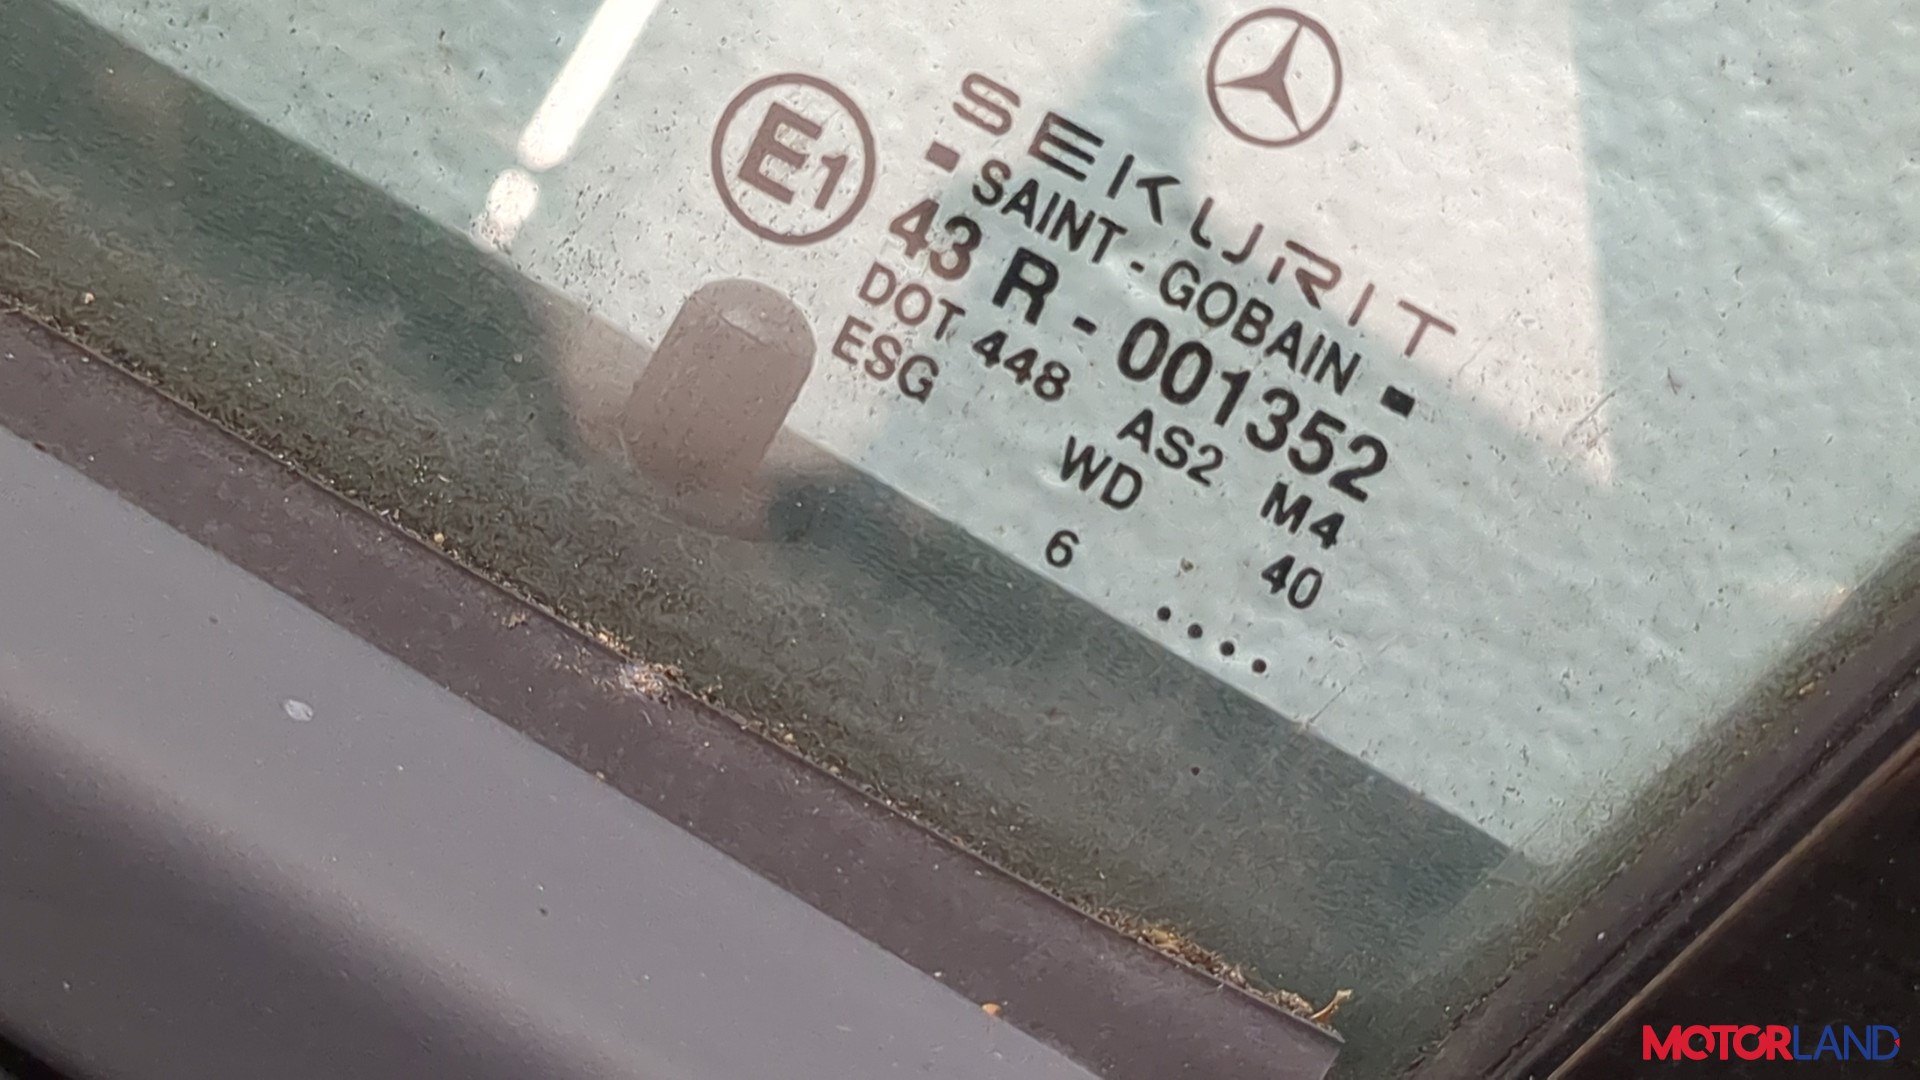 E1
SEKURIT
- SAINT - GOBAIN -
43 R - 001352
DOT 448 AS2 M4
ESG WD 40
6 ....
MOTORLAND